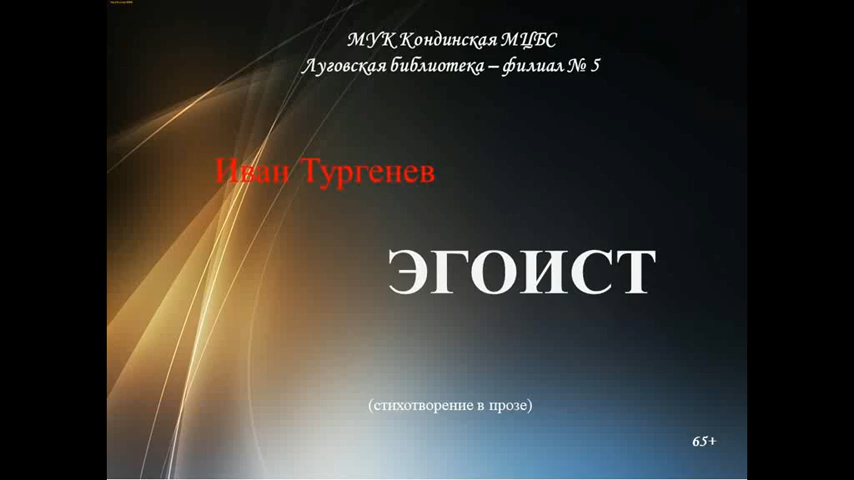 МУК Кондинская МЦБС
Луговская библиотека – филиал № 5
Иван Тургенев
ЭГОИСТ
(стихотворение в прозе)
65+